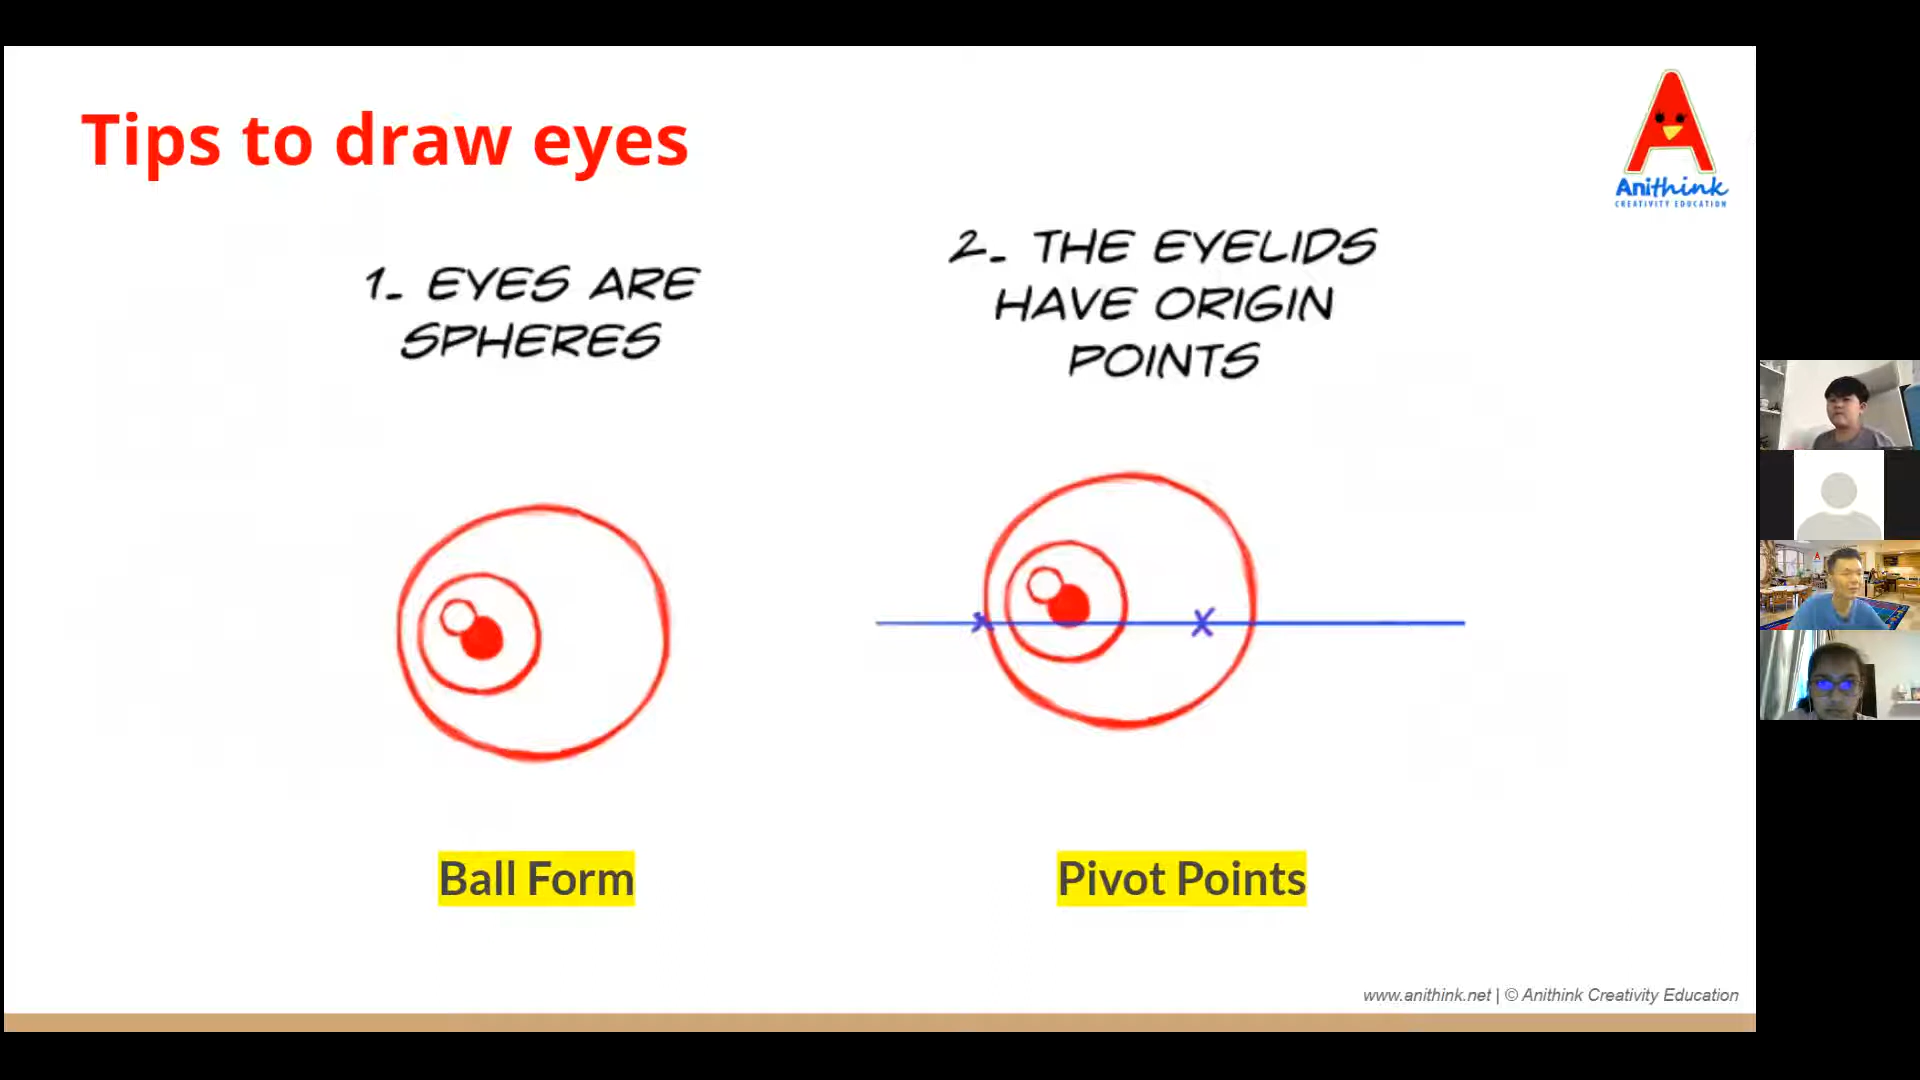 Tips to draw eyes
A
Anithink
CREATIVITY EDUCATION
1. EYES ARE
SPHERES
2. THE EYELIDS
HAVE ORIGIN
POINTS
x x
Ball Form
Pivot Points
www.anithink.net | © Anithink Creativity Education